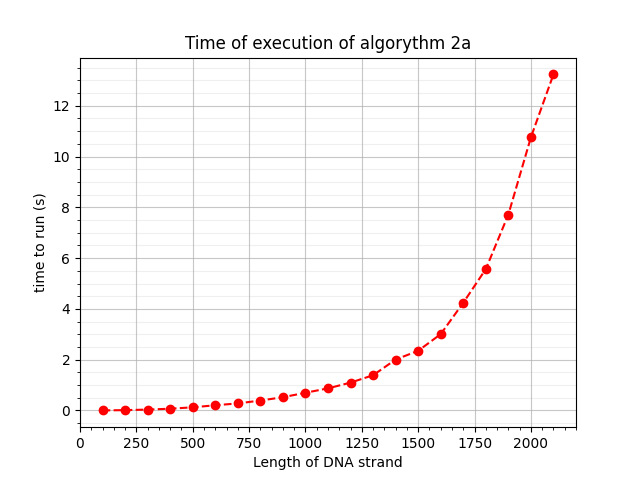 Time of execution of algorythm 2a
12
10
8
6
4
2
0
time to run (s)
0 250 500 750 1000 1250 1500 1750 2000
Length of DNA strand